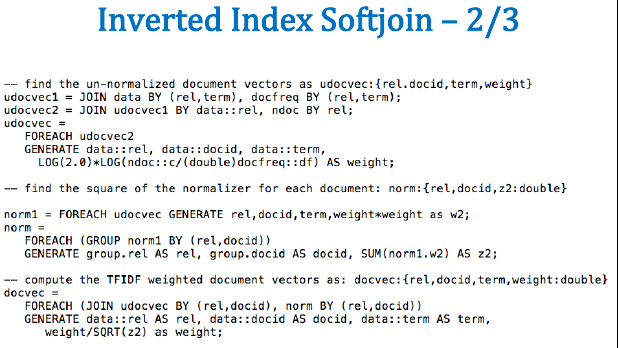 Inverted Index Softjoin – 2/3
-- find the un-normalized document vectors as udocvec:{rel.docid,term,weight}
udocvec1 = JOIN data BY (rel,term), docfreq BY (rel,term);
udocvec2 = JOIN udocvec1 BY data::rel, ndoc BY rel;
udocvec =
FOREACH udocvec2
GENERATE data::rel, data::docid, data::term,
LOG(2.0)*LOG(ndoc::c/(double)docfreq::df) AS weight;
-- find the square of the normalizer for each document: norm:{rel,docid,z2:double}
norm1 = FOREACH udocvec GENERATE rel,docid,term,weight*weight as w2;
norm =
FOREACH (GROUP norm1 BY (rel,docid))
GENERATE group.rel AS rel, group.docid AS docid, SUM(norm1.w2) AS z2;
-- compute the TFIDF weighted document vectors as: docvec:{rel,docid,term,weight:double}
docvec =
FOREACH (JOIN udocvec BY (rel,docid), norm BY (rel,docid))
GENERATE data::rel AS rel, data::docid AS docid, data::term AS term,
weight/SQRT(z2) as weight;